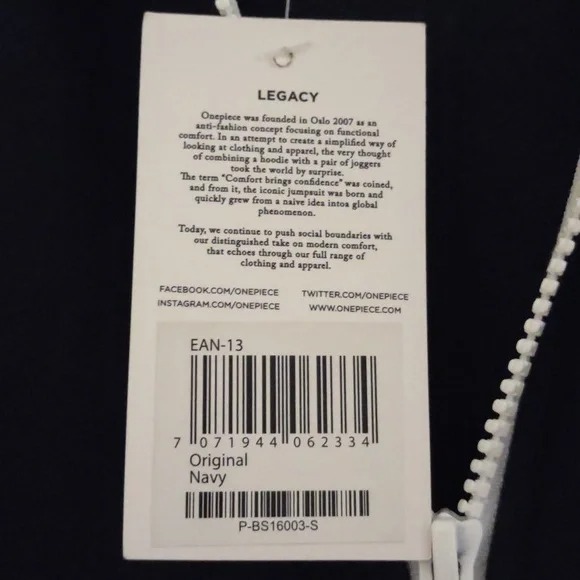 LEGACY
Onepiece was founded in Oslo 2007 as an
anti-fashion concept focusing on functional
comfort. In an attempt to create a simplified way of
looking at clothing and apparel, the very thought
of combining a hoodie with a pair of joggers
took the world by surprise.
The term "Comfort brings confidence" was coined,
and from it, the iconic jumpsuit was born and
quickly grew from a naive idea intos global
phenomenon.
Today, we continue to push social boundaries with
our distinguished take on modern comfort,
that echoes through our full range of
clothing and apparel.
FACEBOOK.COM/ONEPIECE TWITTER.COM/ONEPIECE
INSTAGRAM.COM/ONEPIECE WWW.ONEPIECE.COM
EAN-13
7 071944 062334
Original
Navy
P-BS16003-S